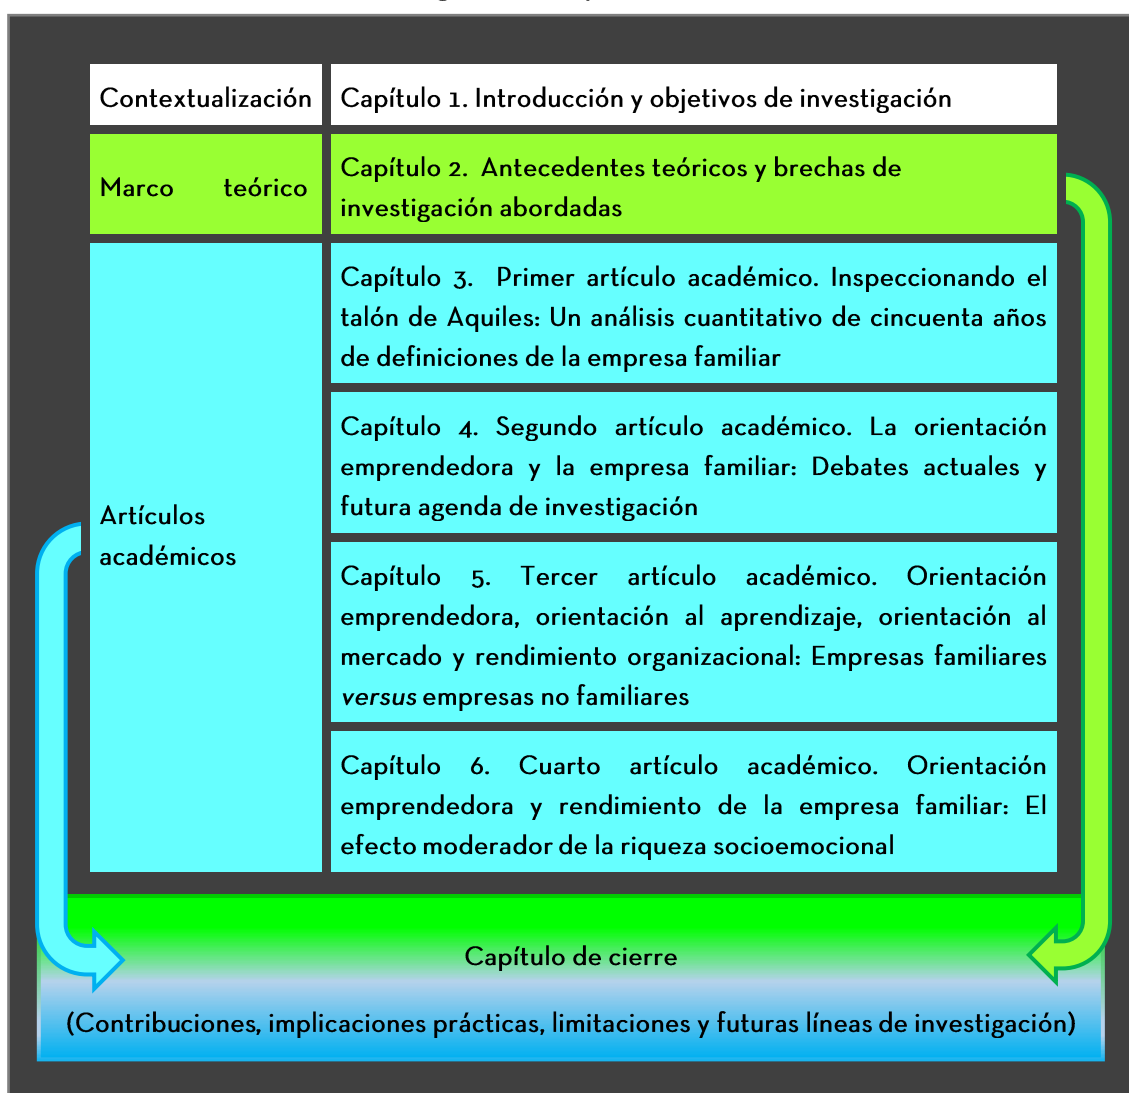 Contextualización
Capítulo 1. Introducción y objetivos de investigación
Marco teórico
Capítulo 2. Antecedentes teóricos y brechas de
investigación abordadas
Artículos
académicos
Capítulo 3. Primer artículo académico. Inspeccionando el
talón de Aquiles: Un análisis cuantitativo de cincuenta años
de definiciones de la empresa familiar
Capítulo 4. Segundo artículo académico. La orientación
emprendedora y la empresa familiar: Debates actuales y
futura agenda de investigación
Capítulo 5. Tercer artículo académico. Orientación
emprendedora, orientación al aprendizaje, orientación al
mercado y rendimiento organizacional: Empresas familiares
versus empresas no familiares
Capítulo 6. Cuarto artículo académico. Orientación
emprendedora y rendimiento de la empresa familiar: El
efecto moderador de la riqueza socioemocional
Capítulo de cierre
(Contribuciones, implicaciones prácticas, limitaciones y futuras líneas de investigación)